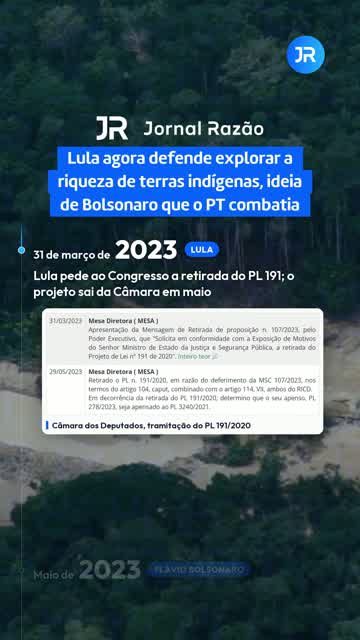 JR
JR Jornal Razão
Lula agora defende explorar a
riqueza de terras indígenas, ideia
de Bolsonaro que o PT combatia
31 de março de 2023 LULA
Lula pede ao Congresso a retirada do PL 191; o
projeto sai da Câmara em maio
31/03/2023 Mesa Diretora ( MESA )
Apresentação da Mensagem de Retirada de proposição n. 107/2023, pelo
Poder Executivo, que "Solicita em conformidade com a Exposição de Motivos
do Senhor Ministro de Estado da Justiça e Segurança Pública, a retirada do
Projeto de Lei nº 191 de 2020". Inteiro teor
29/05/2023 Mesa Diretora ( MESA )
Retirado o PL n. 191/2020, em razão do deferimento da MSC 107/2023, nos
termos do artigo 104, caput, combinado com o artigo 114, VII, ambos do RICD.
Em decorrência da retirada do PL 191/2020, determino que o seu apenso, PL
278/2023, seja apensado ao PL 3240/2021.
Câmara dos Deputados, tramitação do PL 191/2020
Maio de 2023 FLÁVIO BOLSONARO